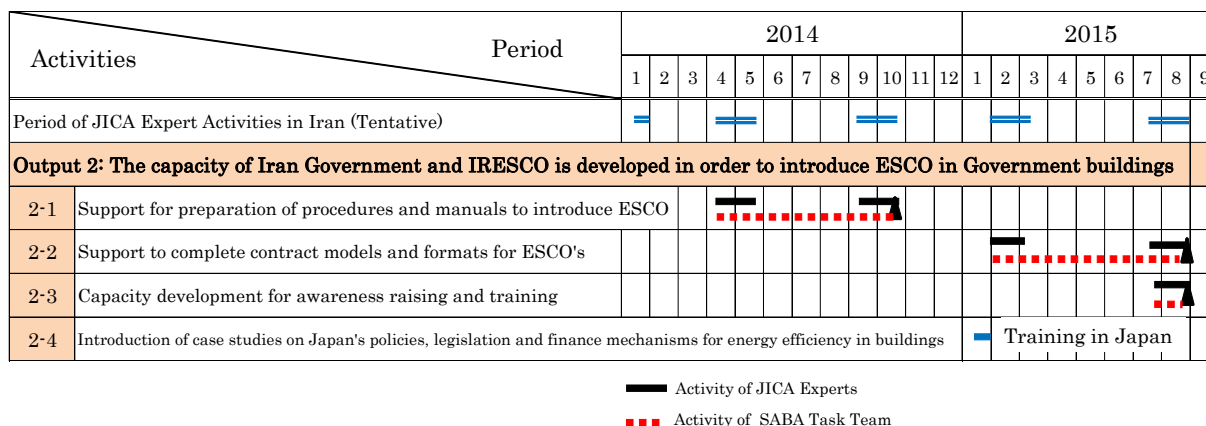 Activities Period 2014 2015
1 2 3 4 5 6 7 8 9 10 11 12 1 2 3 4 5 6 7 8 9
Period of JICA Expert Activities in Iran (Tentative)
Output 2: The capacity of Iran Government and IRESCO is developed in order to introduce ESCO in Government buildings
2-1 Support for preparation of procedures and manuals to introduce ESCO
2-2 Support to complete contract models and formats for ESCO's
2-3 Capacity development for awareness raising and training
2-4 Introduction of case studies on Japan's policies, legislation and finance mechanisms for energy efficiency in buildings Training in Japan
Activity of JICA Experts
Activity of SABA Task Team